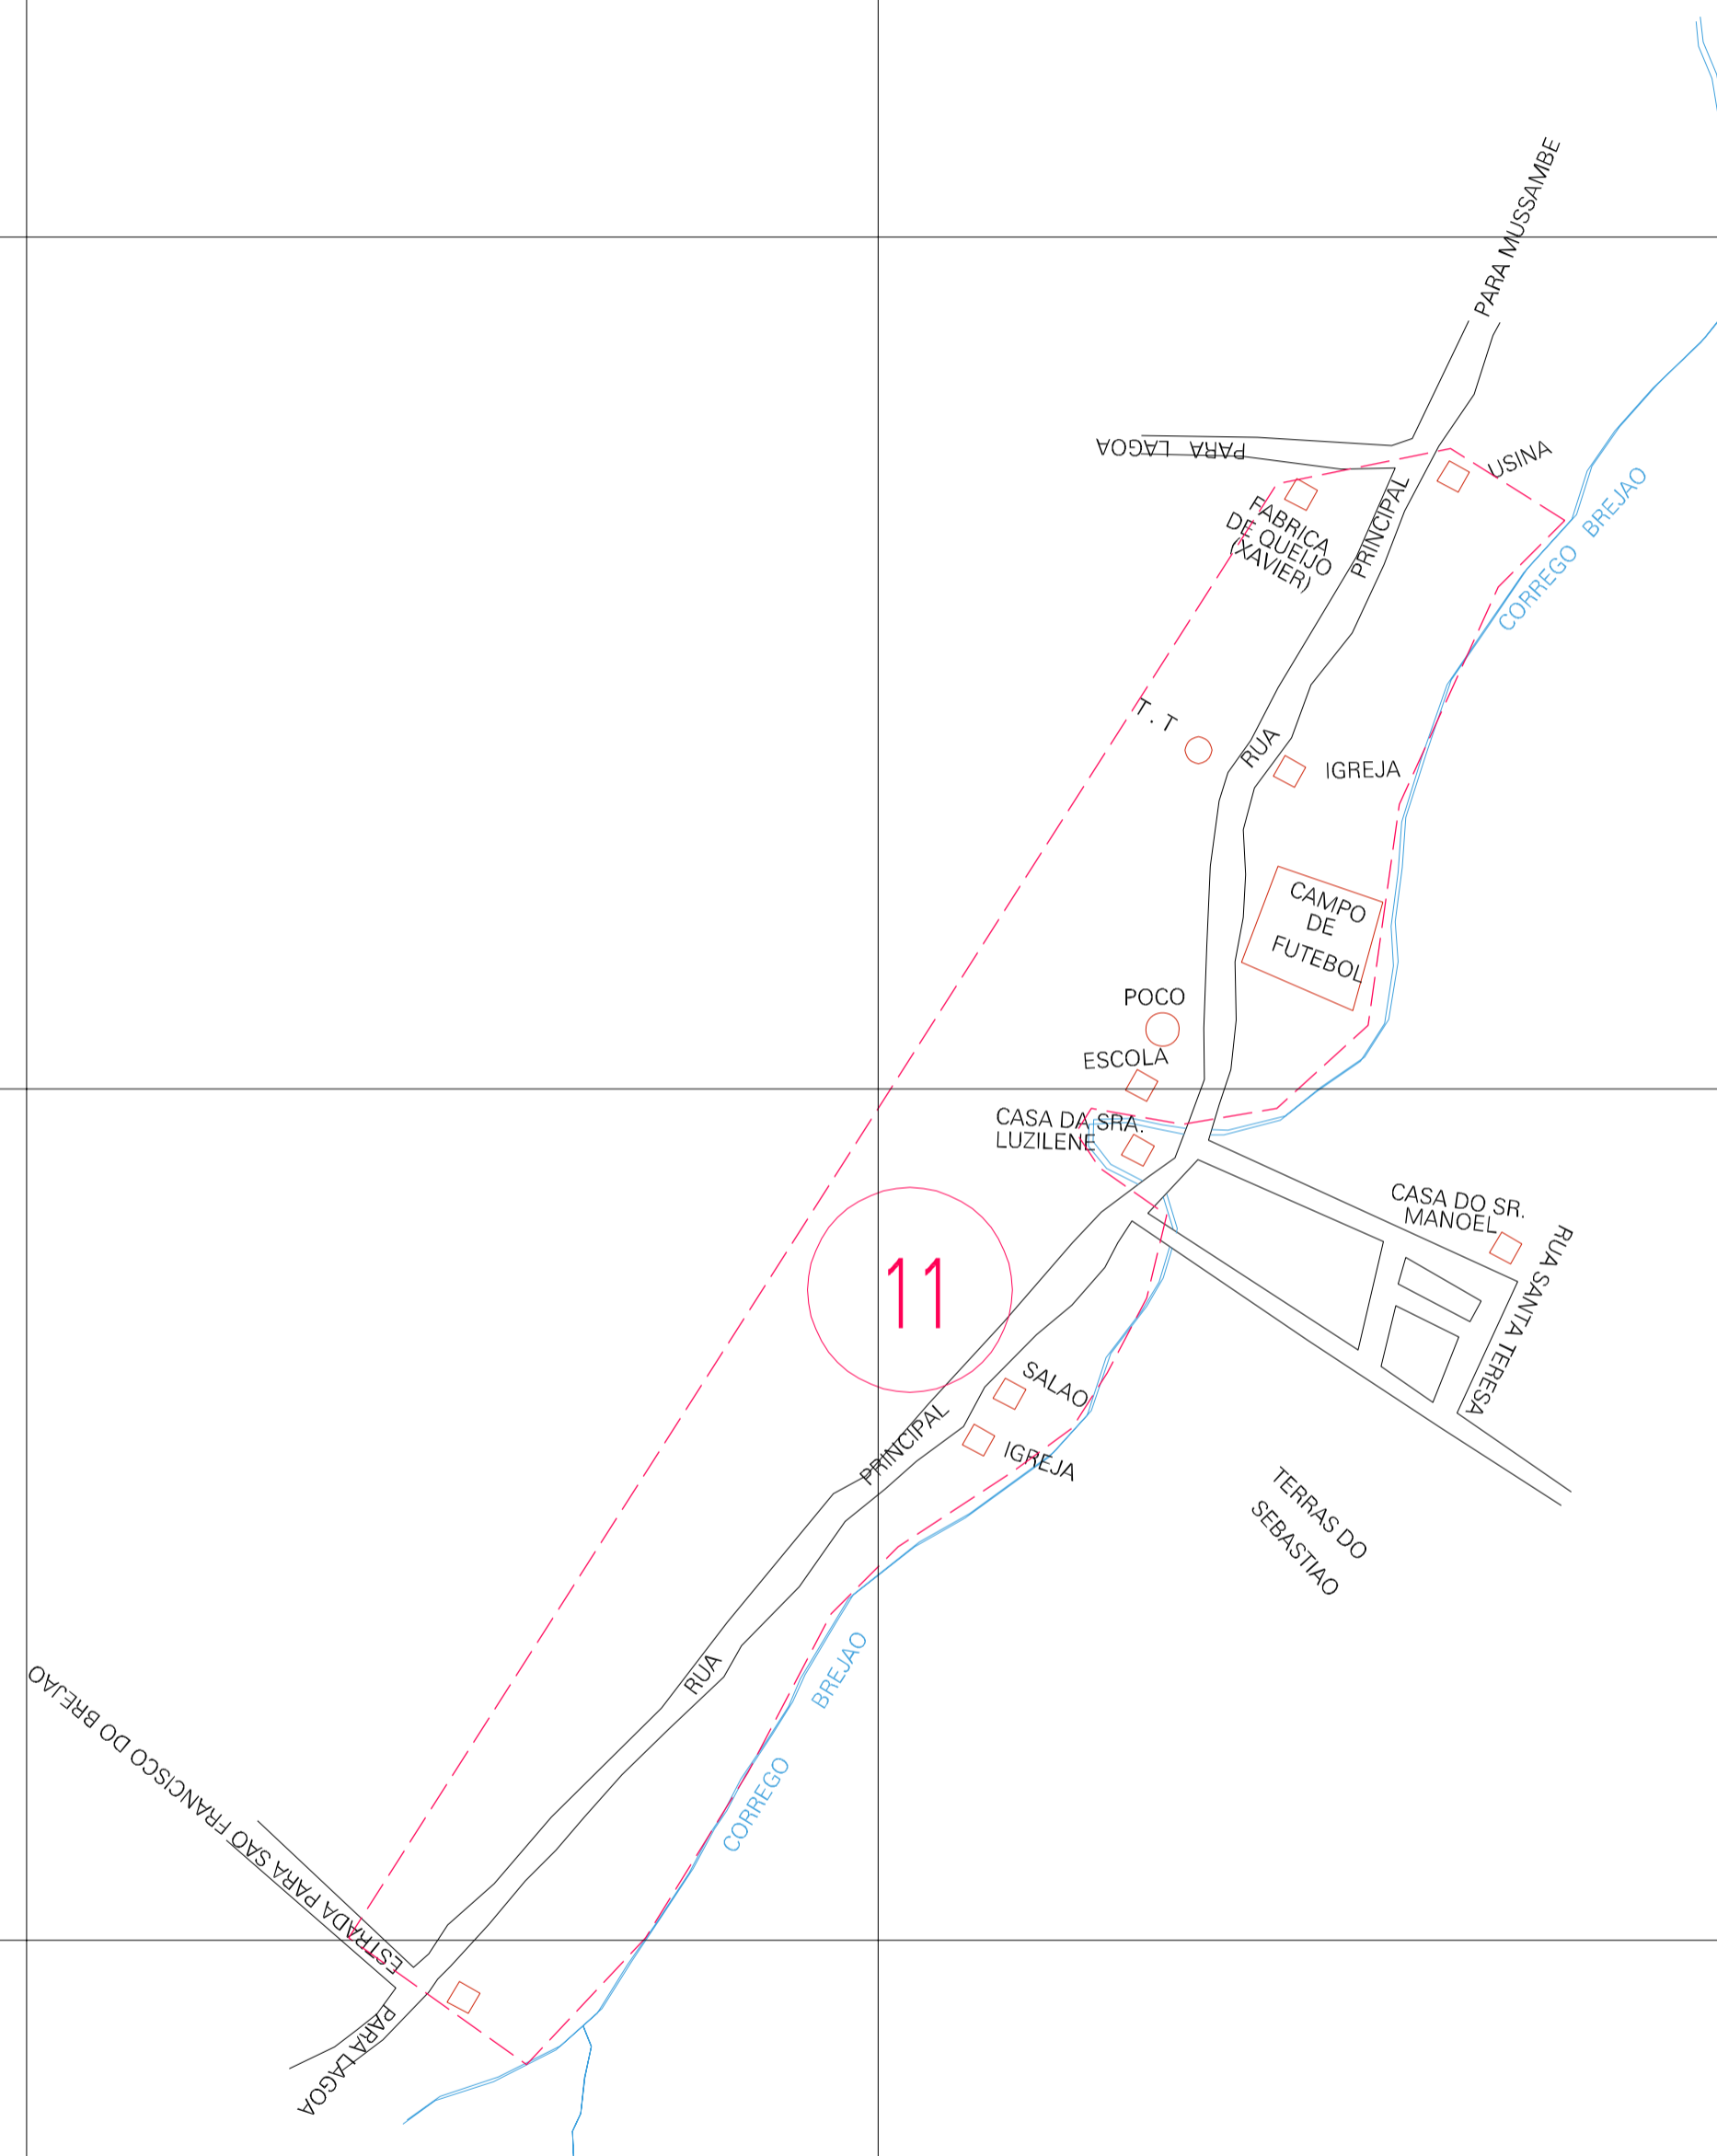 PARA MUSSAMBE
PARA LAGOA
USINA
CORREGO BREJAO
FABRICA
DE QUEIJO
(XAVIER)
RUA PRINCIPAL
T. T
IGREJA
CAMPO
DE
FUTEBOL
POCO
ESCOLA
CASA DA SRA.
LUZILENE
CASA DO SR.
MANOEL
RUA SANTA TERESA
11
SALAO
IGREJA
RUA PRINCIPAL
TERRAS DO
SEBASTIAO
CORREGO BREJAO
ESTRADA PARA SAO FRANCISCO DO BREJAO
PARA LAGOA